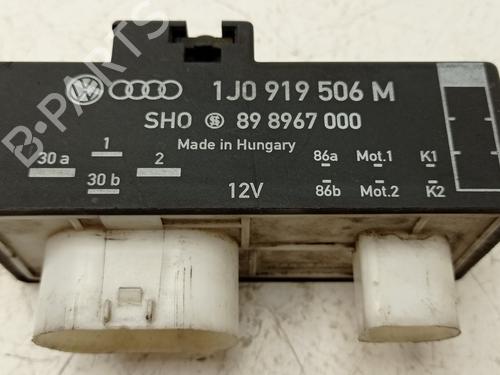 1J0 919 506 M
SHO 89 8967 000
Made in Hungary
30 a 1 2 86a Mot.1 K1
30 b 12V 86b Mot.2 K2
B-PARTS